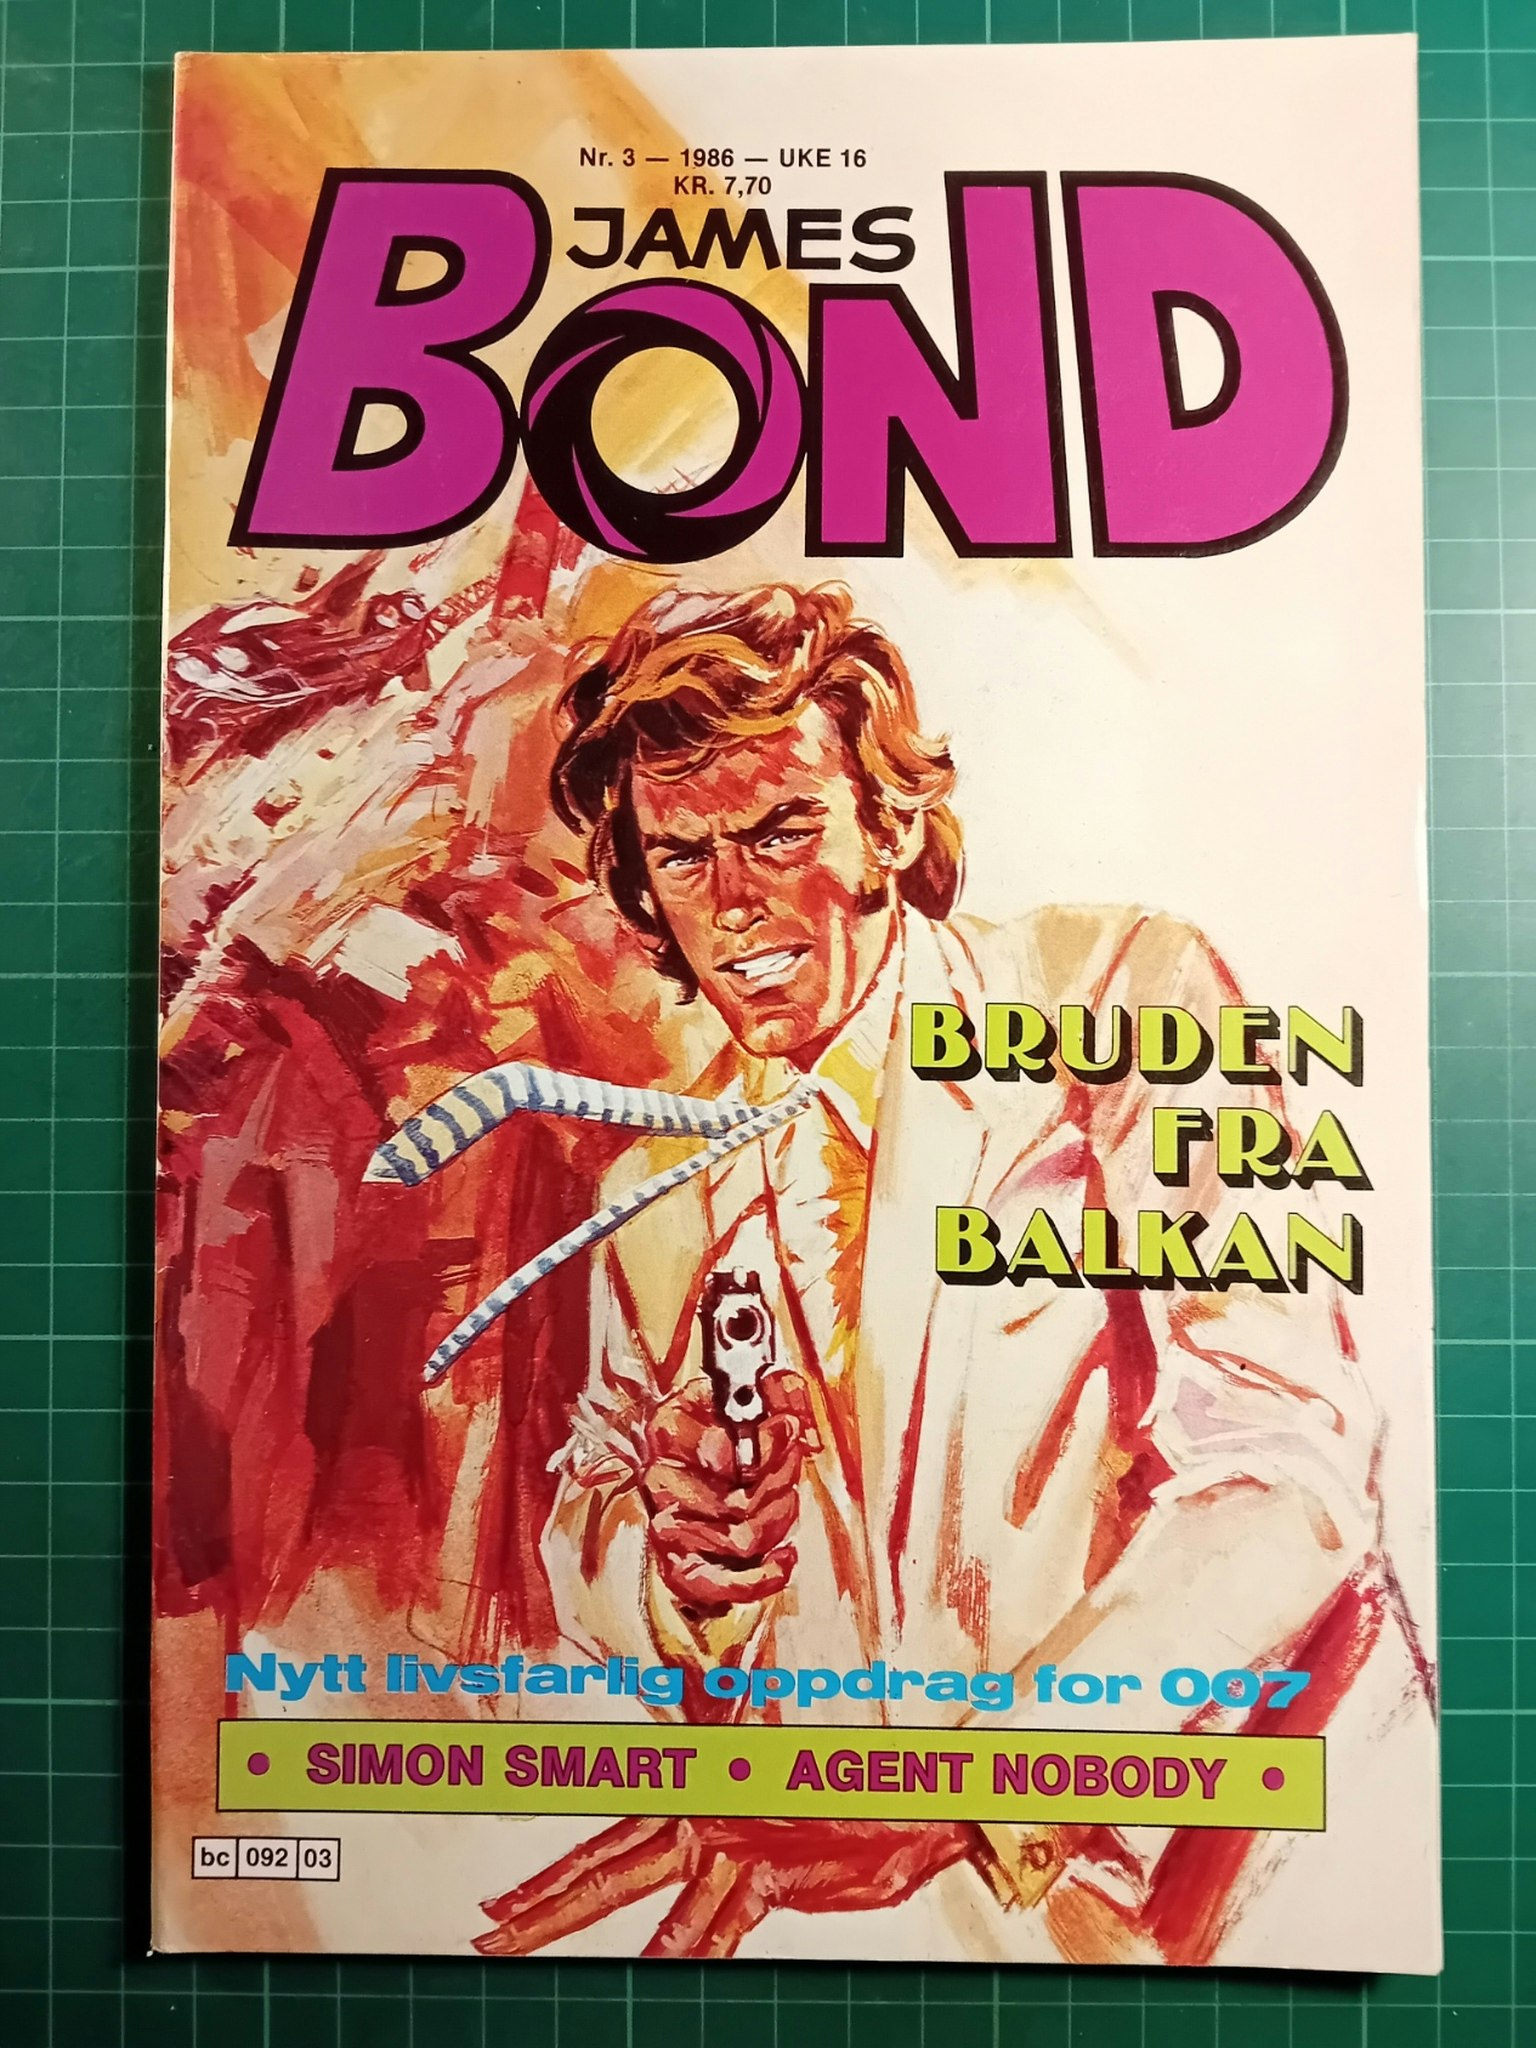 Nr. 3 — 1986 — UKE 16
KR. 7,70
JAMES
BOND
BRUDEN
FRA
BALKAN
Nytt livsfarlig oppdrag for 007
• SIMON SMART • AGENT NOBODY •
bc 092 03